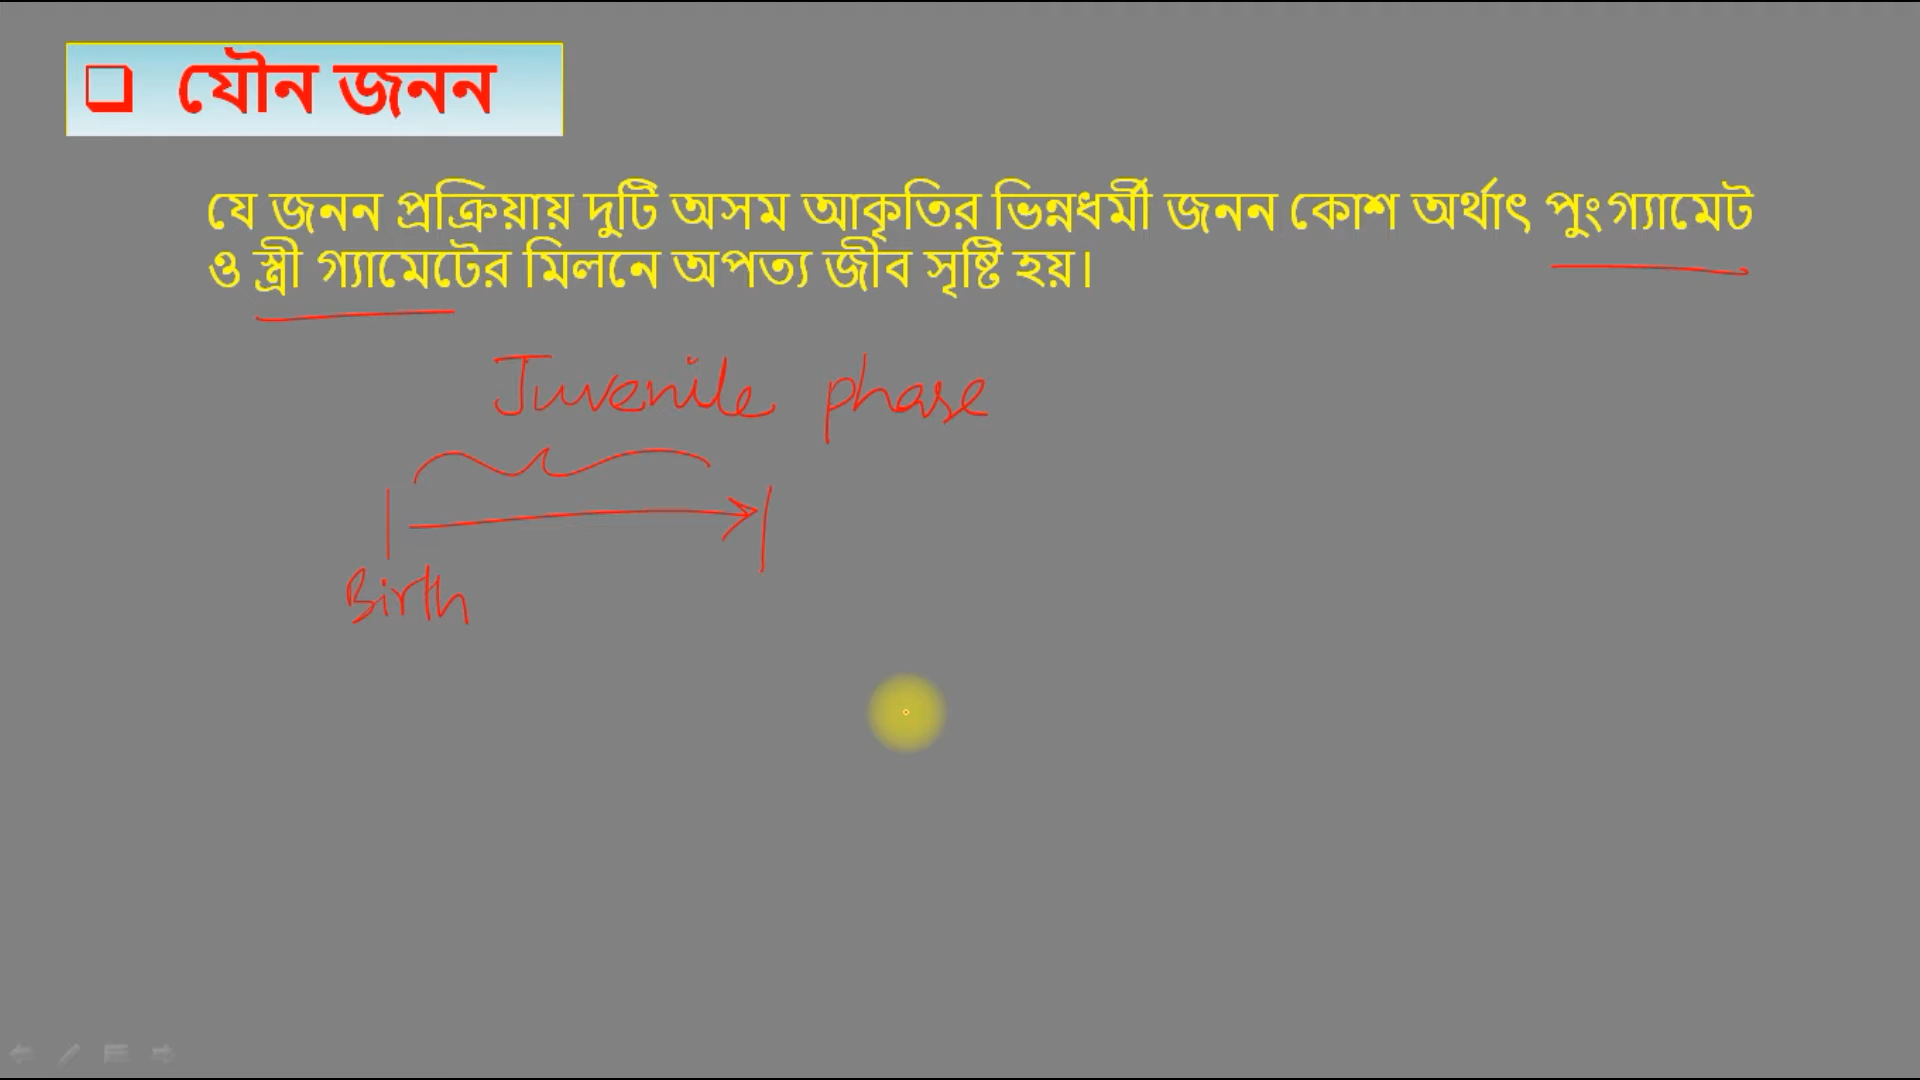 যৌন জনন
যে জনন প্রক্রিয়ায় দুটি অসম আকৃতির ভিন্নধর্মী জনন কোশ অর্থাৎ পুংগ্যামেট
ও স্ত্রী গ্যামেটের মিলনে অপত্য জীব সৃষ্টি হয়।
Juvenile phase
Birth